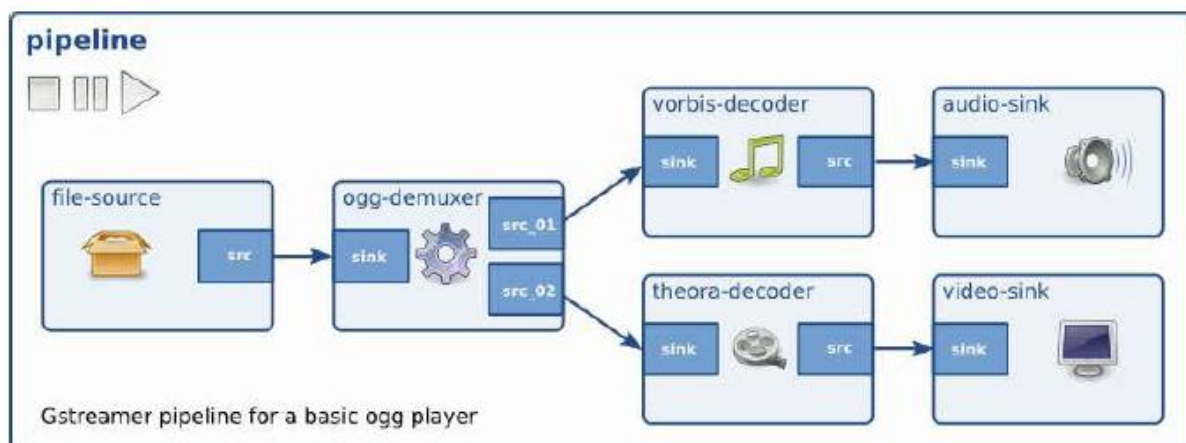 pipeline
file-source
src
ogg-demuxer
sink
src_01
src_02
vorbis-decoder
sink
src
audio-sink
sink
theora-decoder
sink
src
video-sink
sink
Gstreamer pipeline for a basic ogg player